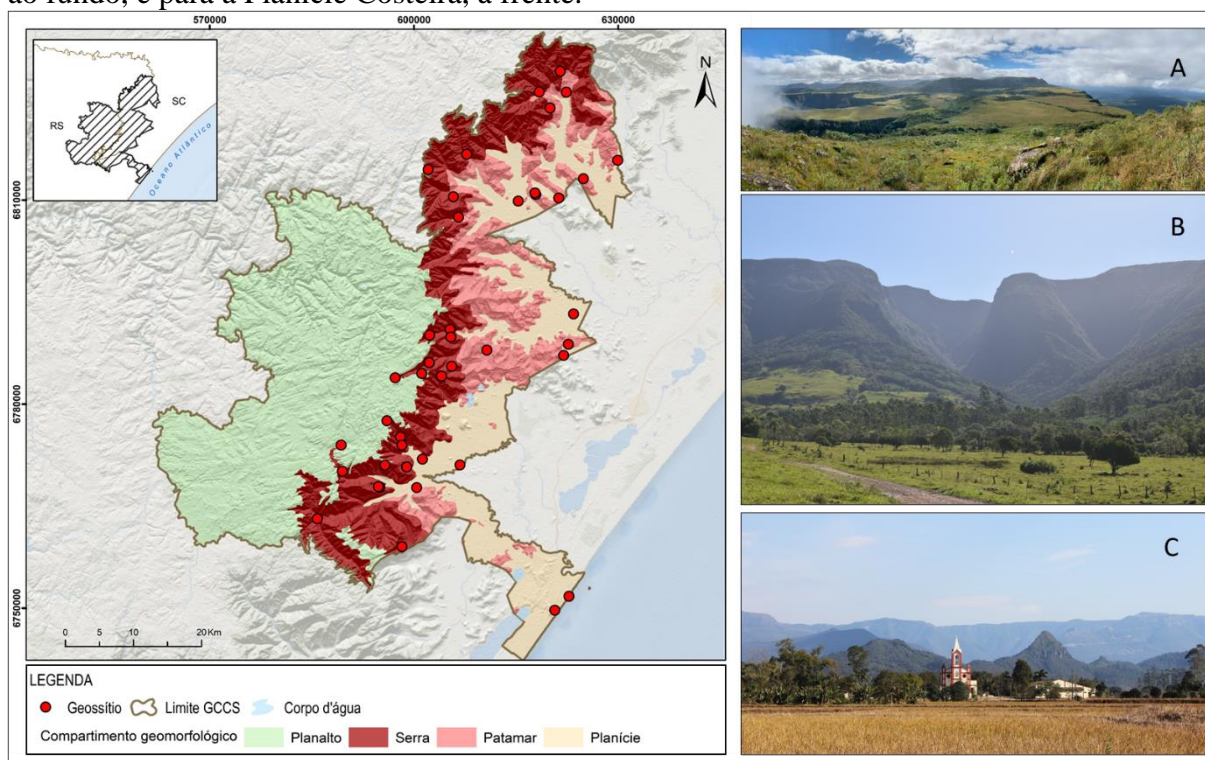 ao fundo, e para a Planície Costeira, à frente.
570000 600000 630000
SC
RS
Oceano Atlântico
N
6810000
6780000
6750000
0 5 10 20 Km
A
B
C
LEGENDA
Geossítio Limite GCCS Corpo d'água
Compartimento geomorfológico Planalto Serra Patamar Planície